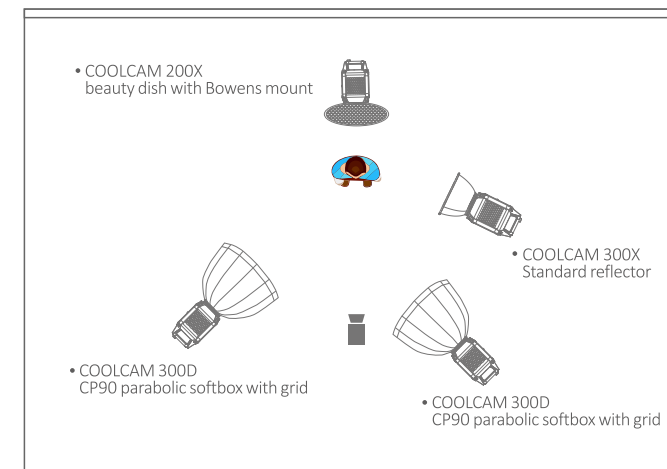 • COOLCAM 200X
beauty dish with Bowens mount
• COOLCAM 300X
Standard reflector
• COOLCAM 300D
CP90 parabolic softbox with grid
• COOLCAM 300D
CP90 parabolic softbox with grid